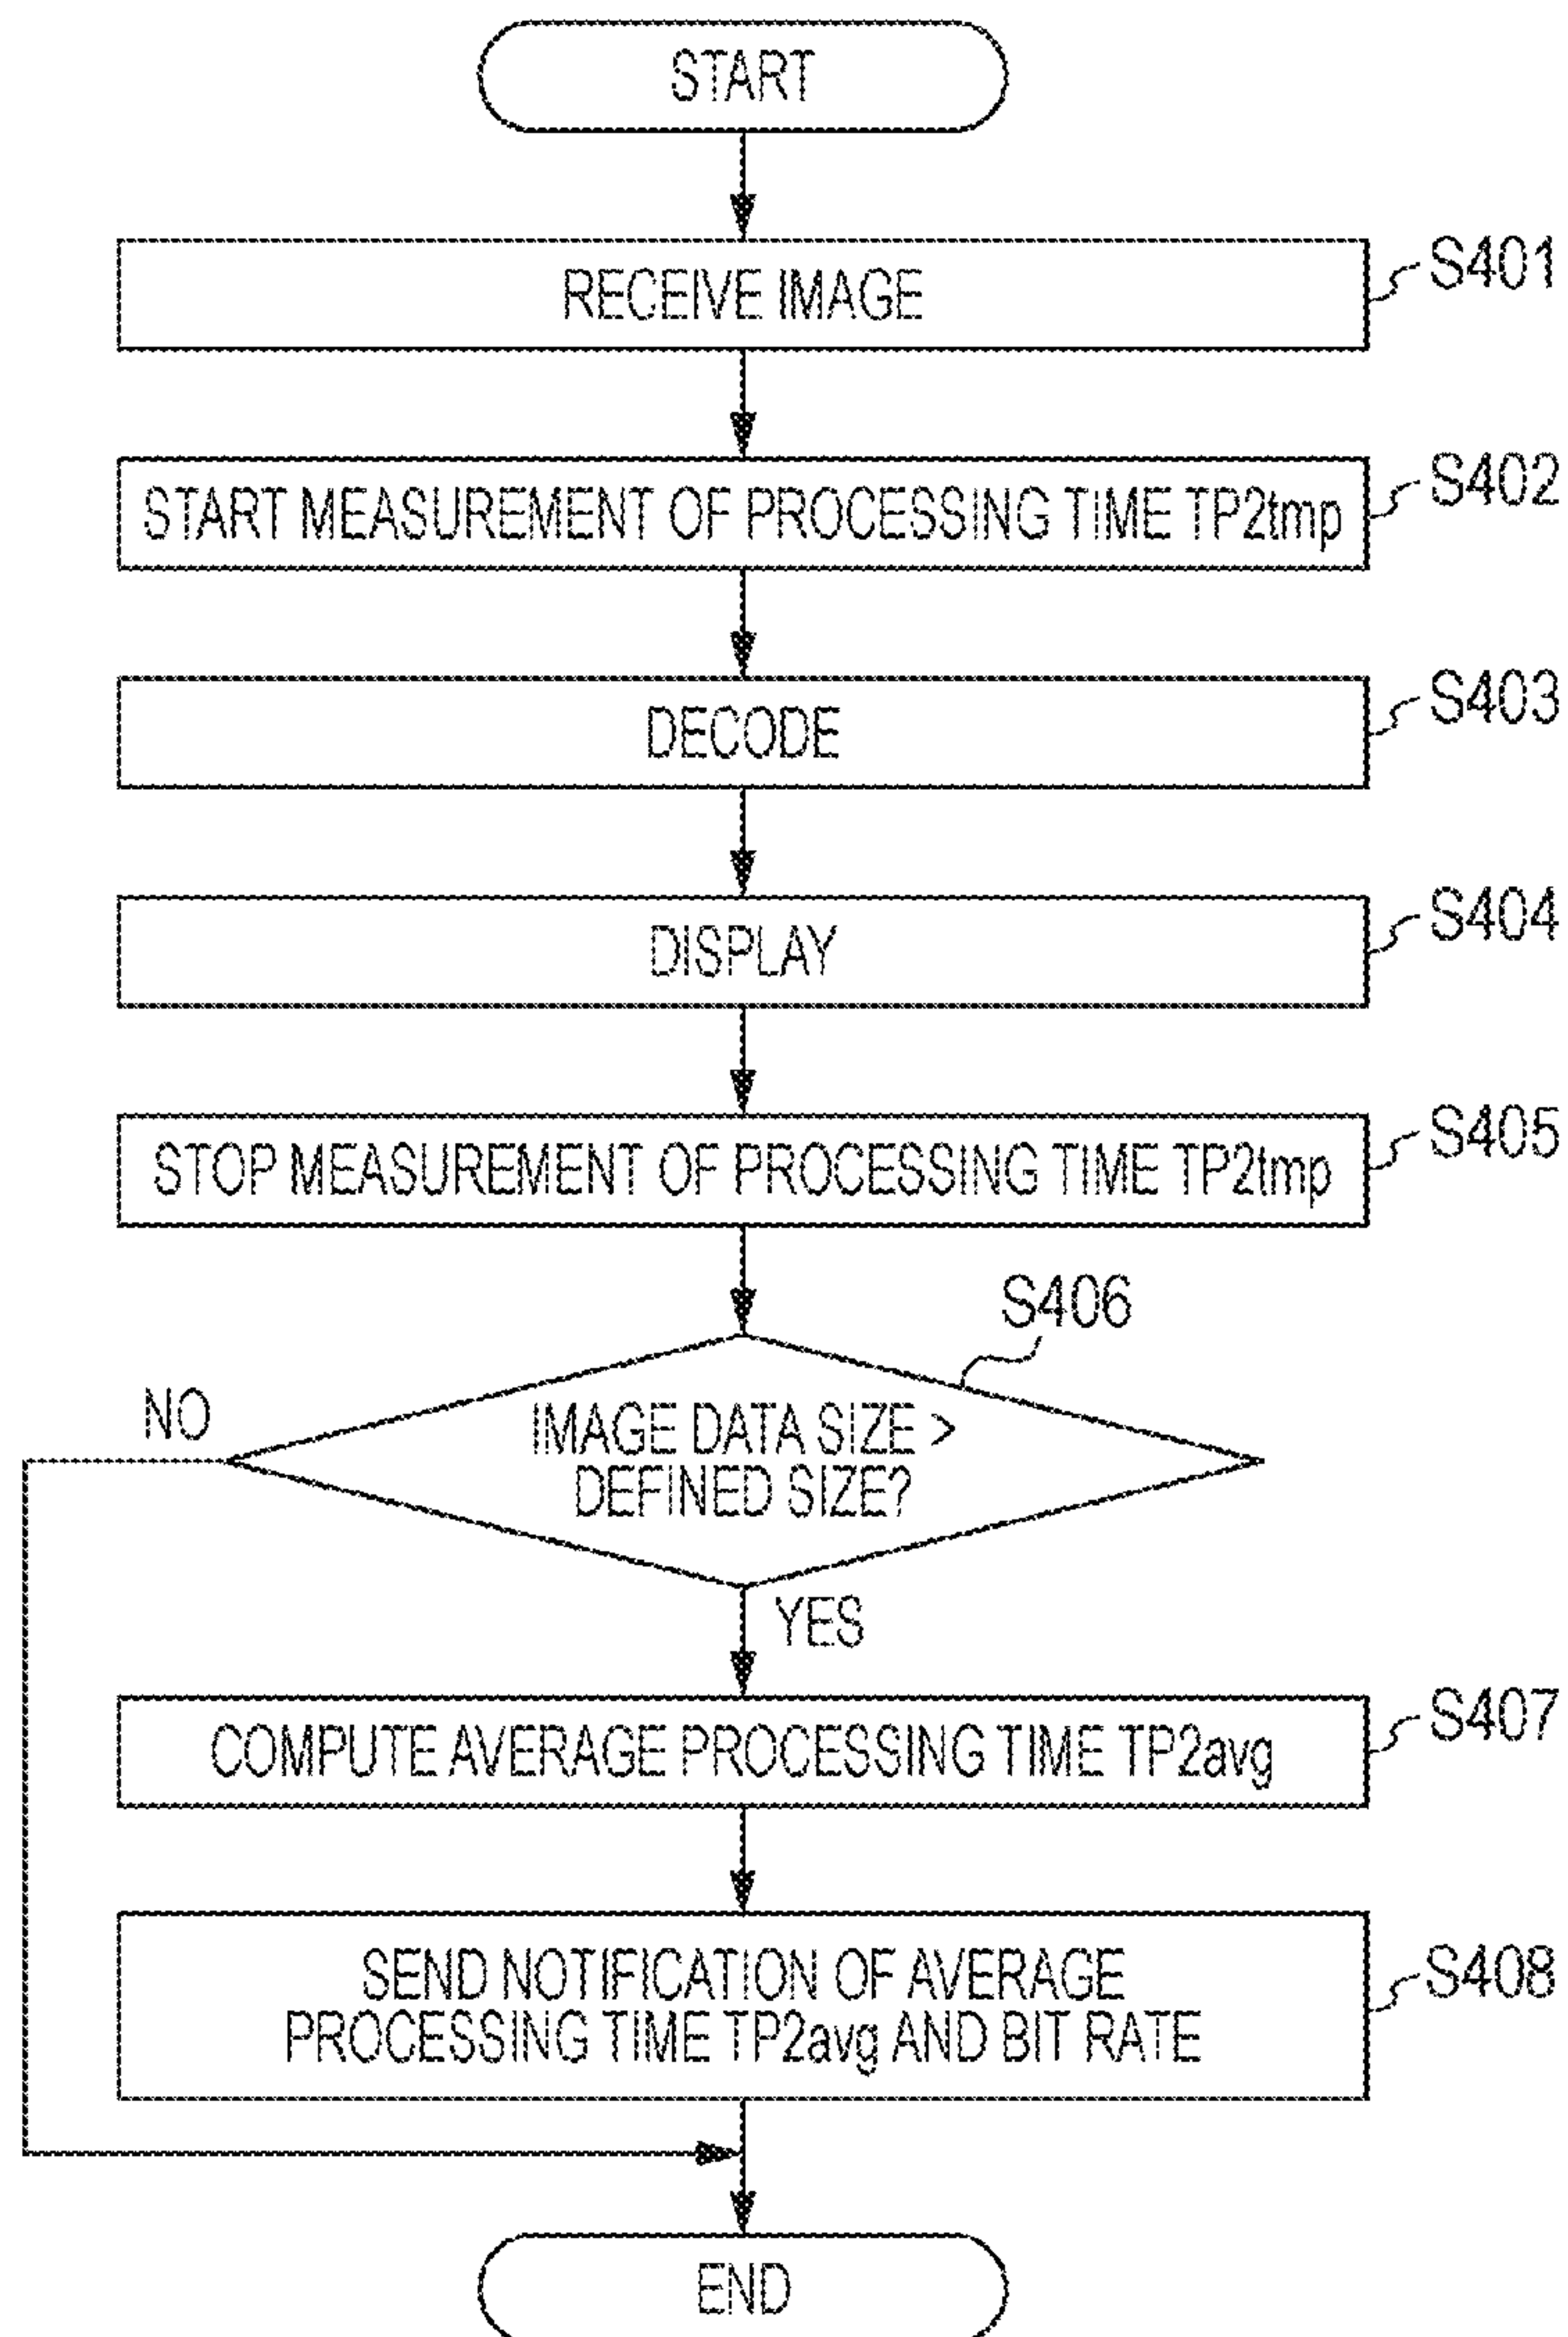 START
RECEIVE IMAGE
S401
START MEASUREMENT OF PROCESSING TIME TP2tmp
S402
DECODE
S403
DISPLAY
S404
STOP MEASUREMENT OF PROCESSING TIME TP2tmp
S405
S406
NO
IMAGE DATA SIZE >
DEFINED SIZE?
YES
COMPUTE AVERAGE PROCESSING TIME TP2avg
S407
SEND NOTIFICATION OF AVERAGE
PROCESSING TIME TP2avg AND BIT RATE
S408
END